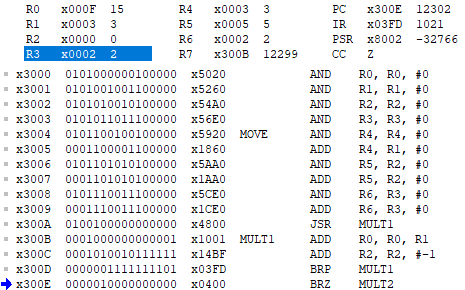 R0 x000F 15 R4 x0003 3 PC x300E 12302
R1 x0003 3 R5 x0005 5 IR x03FD 1021
R2 x0000 0 R6 x0002 2 PSR x8002 -32766
R3 x0002 2 R7 x300B 12299 CC Z
x3000 0101000000100000 x5020 AND R0, R0, #0
x3001 0101001001100000 x5260 AND R1, R1, #0
x3002 0101010010100000 x54A0 AND R2, R2, #0
x3003 0101011011100000 x56E0 AND R3, R3, #0
x3004 0101100100100000 x5920 MOVE AND R4, R4, #0
x3005 0001100001100000 x1860 ADD R4, R1, #0
x3006 0101101010100000 x5AA0 AND R5, R2, #0
x3007 0001101010100000 x1AA0 ADD R5, R2, #0
x3008 0101110011100000 x5CE0 AND R6, R3, #0
x3009 0001110011100000 x1CE0 ADD R6, R3, #0
x300A 0100100000000000 x4800 JSR MULT1
x300B 0001000000000001 x1001 MULT1 ADD R0, R0, R1
x300C 0001010010111111 x14BF ADD R2, R2, #-1
x300D 0000001111111101 x03FD BRP MULT1
x300E 0000010000000000 x0400 BRZ MULT2